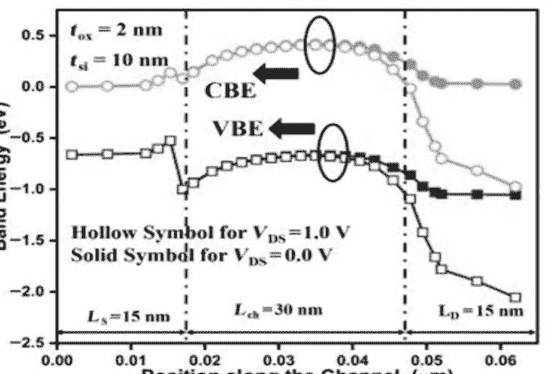 t_ox = 2 nm
t_si = 10 nm
CBE
VBE
Hollow Symbol for V_DS=1.0 V
Solid Symbol for V_DS=0.0 V
L_S=15 nm
L_ch=30 nm
L_D=15 nm
Band Energy (eV)
0.5
0.0
−0.5
−1.0
−1.5
−2.0
−2.5
0.00 0.01 0.02 0.03 0.04 0.05 0.06
Position along the Channel (μm)